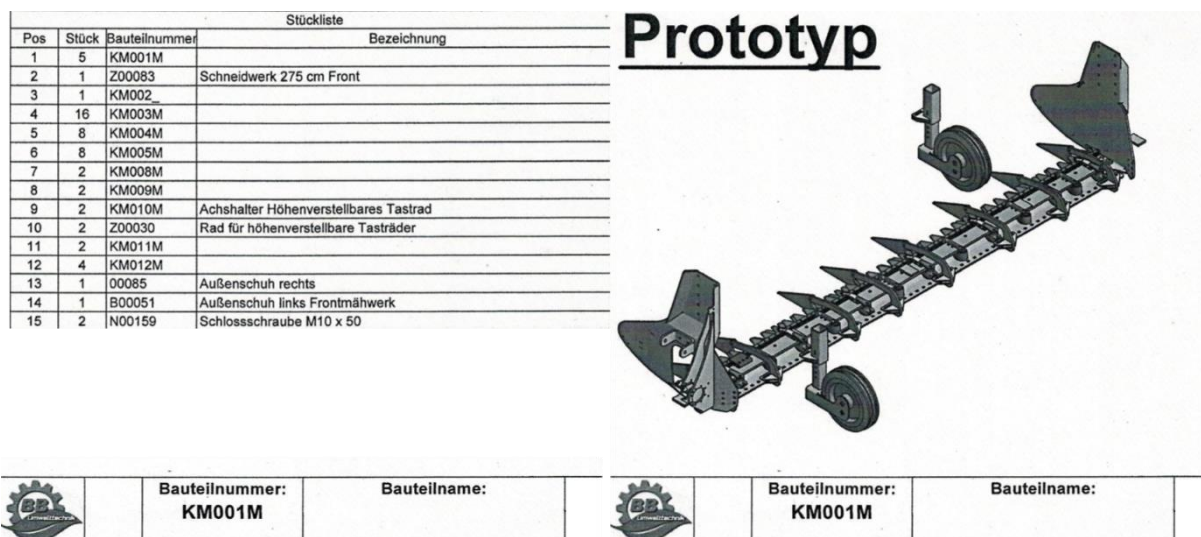 Stückliste
Pos Stück Bauteilnummer Bezeichnung
1 5 KM001M
2 1 Z00083 Schneidwerk 275 cm Front
3 1 KM002_
4 16 KM003M
5 8 KM004M
6 8 KM005M
7 2 KM008M
8 2 KM009M
9 2 KM010M Achshalter Höhenverstellbares Tastrad
10 2 Z00030 Rad für höhenverstellbare Tasträder
11 2 KM011M
12 4 KM012M
13 1 00085 Außenschuh rechts
14 1 B00051 Außenschuh links Frontmähwerk
15 2 N00159 Schlossschraube M10 x 50
Prototyp
BB
Umwelttechnik
Bauteilnummer: Bauteilname:
KM001M
BB
Umwelttechnik
Bauteilnummer: Bauteilname:
KM001M